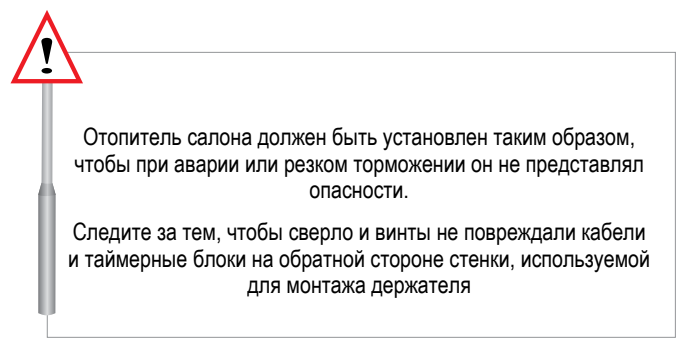 Отопитель салона должен быть установлен таким образом,
чтобы при аварии или резком торможении он не представлял
опасности.
Следите за тем, чтобы сверло и винты не повреждали кабели
и таймерные блоки на обратной стороне стенки, используемой
для монтажа держателя